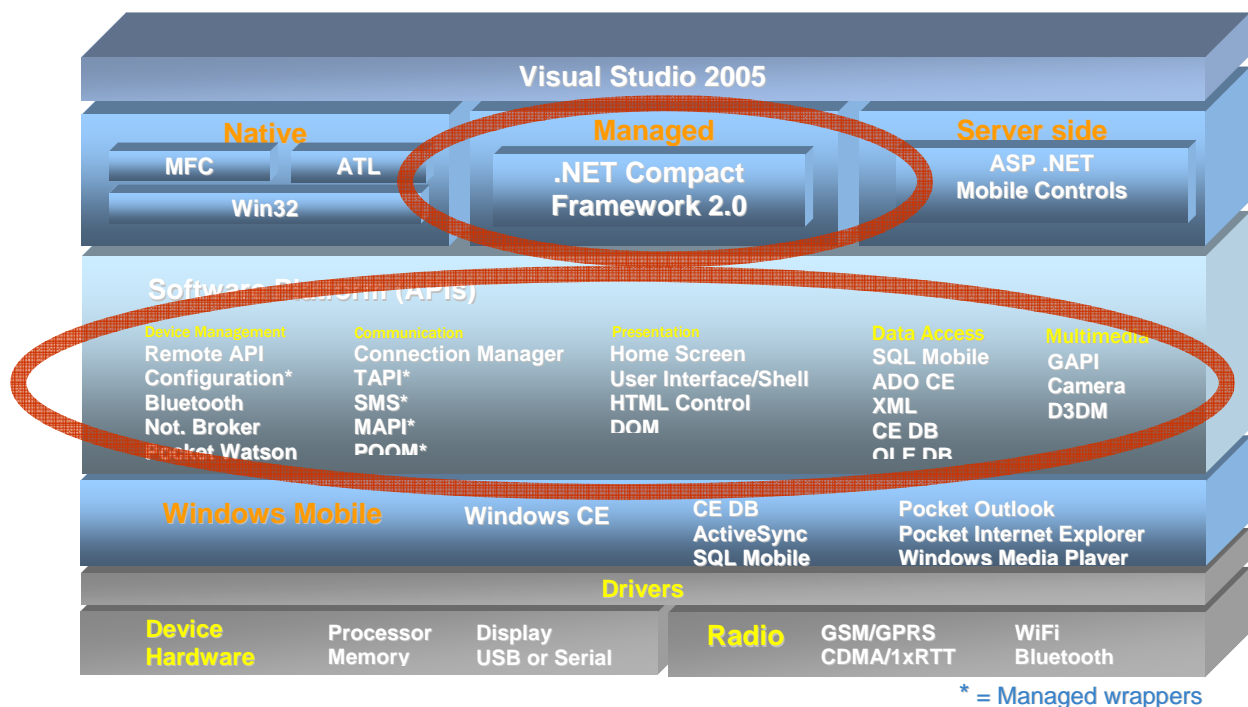 Visual Studio 2005
Native
MFC
ATL
Win32
Managed
.NET Compact
Framework 2.0
Server side
ASP .NET
Mobile Controls
Software Platform (APIs)
Device Management
Remote API
Configuration*
Bluetooth
Not. Broker
Pocket Watson
Communication
Connection Manager
TAPI*
SMS*
MAPI*
POOM*
Presentation
Home Screen
User Interface/Shell
HTML Control
DOM
Data Access
SQL Mobile
ADO CE
XML
CE DB
OLE DB
Multimedia
GAPI
Camera
D3DM
Windows Mobile
Windows CE
CE DB
ActiveSync
SQL Mobile
Pocket Outlook
Pocket Internet Explorer
Windows Media Player
Drivers
Device
Hardware
Processor
Memory
Display
USB or Serial
Radio
GSM/GPRS
CDMA/1xRTT
WiFi
Bluetooth
* = Managed wrappers